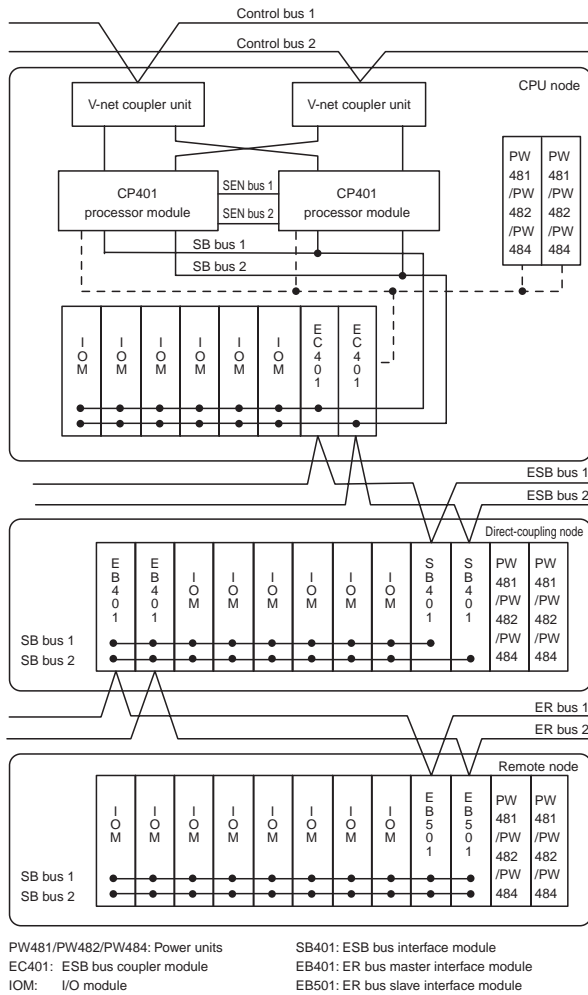 Control bus 1
Control bus 2
CPU node
V-net coupler unit
V-net coupler unit
PW 481 /PW 482 /PW 484
PW 481 /PW 482 /PW 484
CP401 processor module
SEN bus 1
SEN bus 2
CP401 processor module
SB bus 1
SB bus 2
IOM
IOM
IOM
IOM
IOM
IOM
EC401
EC401
ESB bus 1
ESB bus 2
Direct-coupling node
EB401
EB401
IOM
IOM
IOM
IOM
IOM
IOM
SB401
SB401
PW 481 /PW 482 /PW 484
PW 481 /PW 482 /PW 484
SB bus 1
SB bus 2
ER bus 1
ER bus 2
Remote node
IOM
IOM
IOM
IOM
IOM
IOM
IOM
IOM
EB501
EB501
PW 481 /PW 482 /PW 484
PW 481 /PW 482 /PW 484
SB bus 1
SB bus 2
PW481/PW482/PW484: Power units
EC401: ESB bus coupler module
IOM: I/O module
SB401: ESB bus interface module
EB401: ER bus master interface module
EB501: ER bus slave interface module